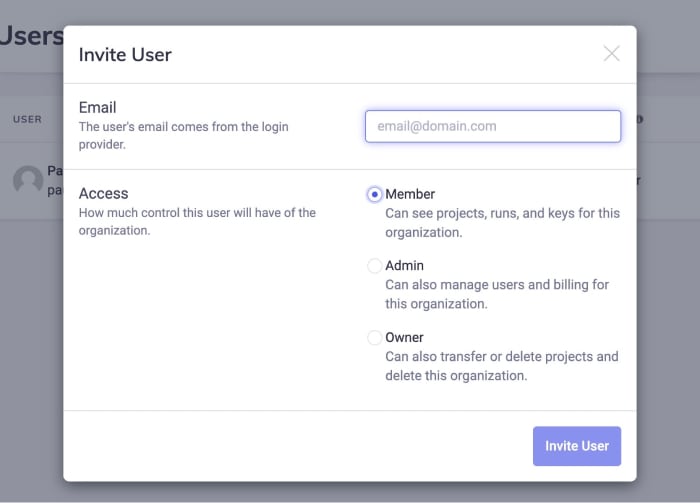 Users
Invite User
USER
Email
The user's email comes from the login
provider.
email@domain.com
Access
How much control this user will have of the
organization.
Member
Can see projects, runs, and keys for this
organization.
Admin
Can also manage users and billing for
this organization.
Owner
Can also transfer or delete projects and
delete this organization.
Invite User